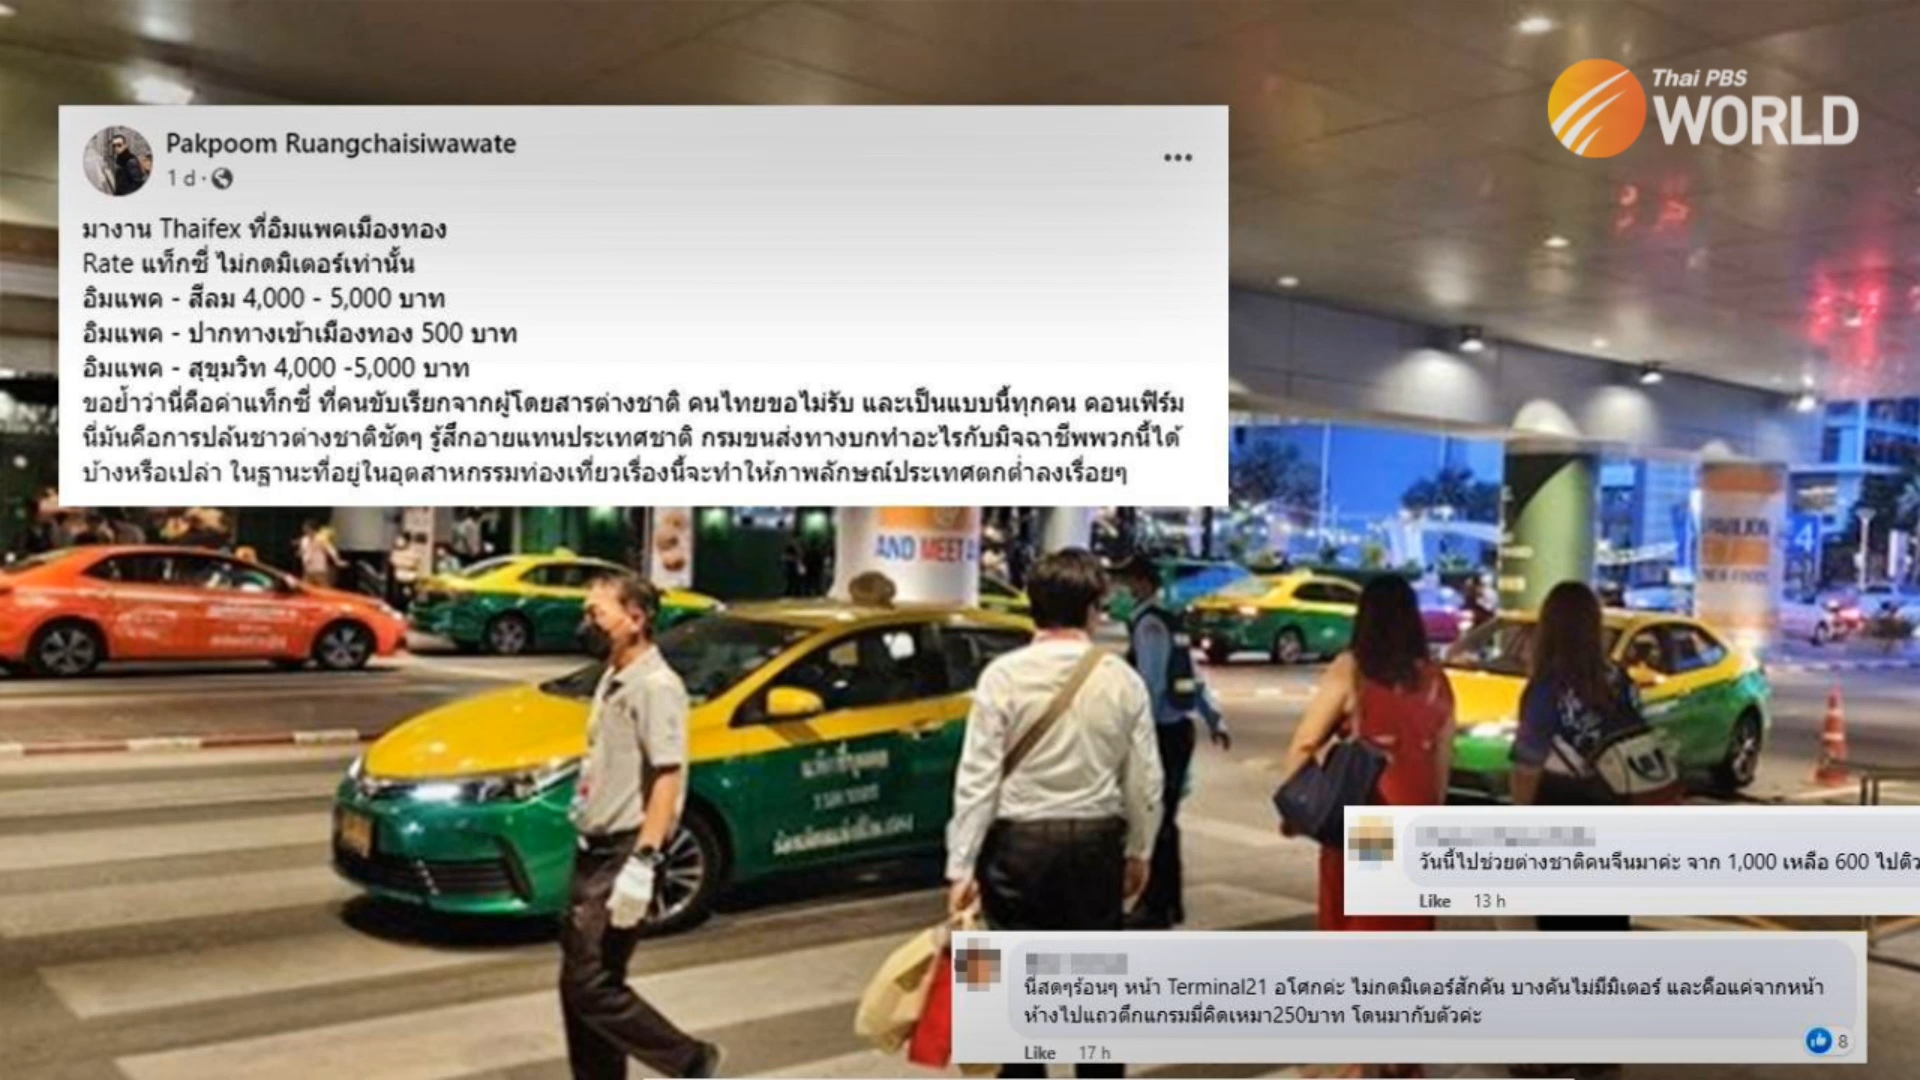 Thai PBS
WORLD
Pakpoom Ruangchaisiwawate
1 d ·
มางาน Thaifex ที่อิมแพคเมืองทอง
Rate แท็กซี่ ไม่กดมิเตอร์เท่านั้น
อิมแพค - สีลม 4,000 - 5,000 บาท
อิมแพค - ปากทางเข้าเมืองทอง 500 บาท
อิมแพค - สุขุมวิท 4,000 -5,000 บาท
ขอย้ำว่านี่คือค่าแท็กซี่ ที่คนขับเรียกจากผู้โดยสารต่างชาติ คนไทยขอไม่รับ และเป็นแบบนี้ทุกคน คอนเฟิร์ม
นี่มันคือการปล้นชาวต่างชาติชัดๆ รู้สึกอายแทนประเทศชาติ กรมขนส่งทางบกทำอะไรกับมิจฉาชีพพวกนี้ได้
บ้างหรือเปล่า ในฐานะที่อยู่ในอุตสาหกรรมท่องเที่ยวเรื่องนี้จะทำให้ภาพลักษณ์ประเทศตกต่ำลงเรื่อยๆ
AND MEET
วันนี้ไปช่วยต่างชาติคนจีนมาค่ะ จาก 1,000 เหลือ 600 ไปติว
Like 13 h
นี่สดๆร้อนๆ หน้า Terminal21 อโศกค่ะ ไม่กดมิเตอร์สักคัน บางคันไม่มีมิเตอร์ และคือแค่จากหน้า
ห้างไปแถวตึกแกรมมี่คิดเหมา250บาท โดนมากับตัวค่ะ
8
Like 17 h